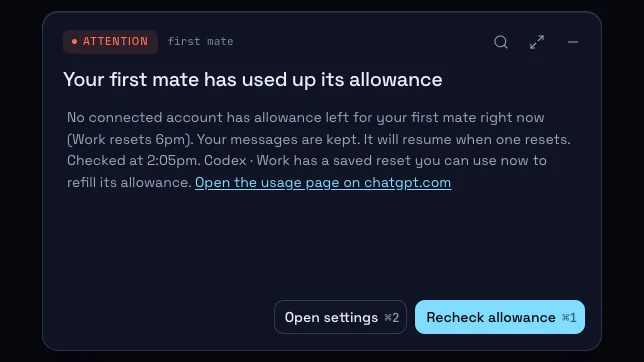 ATTENTION first mate
Your first mate has used up its allowance
No connected account has allowance left for your first mate right now
(Work resets 6pm). Your messages are kept. It will resume when one resets.
Checked at 2:05pm. Codex · Work has a saved reset you can use now to
refill its allowance. Open the usage page on chatgpt.com
Open settings ⌘2 Recheck allowance ⌘1